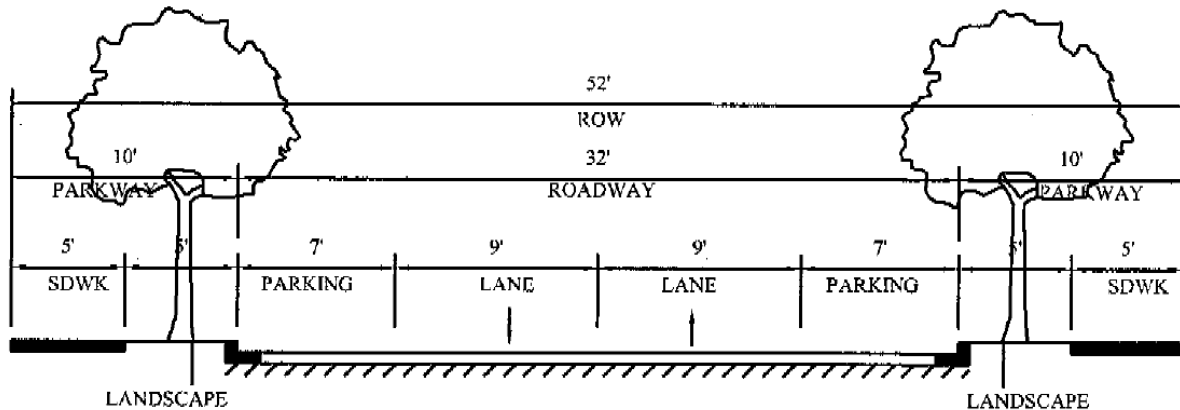 52'
ROW
10' 32' 10'
PARKWAY ROADWAY PARKWAY
5' 5' 7' 9' 9' 7' 5' 5'
SDWK PARKING LANE LANE PARKING SDWK
LANDSCAPE LANDSCAPE